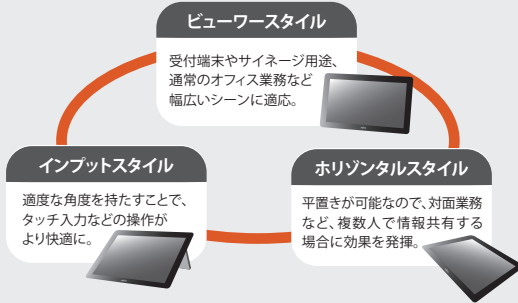 ビューワースタイル
受付端末やサイネージ用途、
通常のオフィス業務など
幅広いシーンに適応。
インプットスタイル
適度な角度を持たすことで、
タッチ入力などの操作が
より快適に。
ホリゾンタルスタイル
平置きが可能なので、対面業務
など、複数人で情報共有する
場合に効果を発揮。